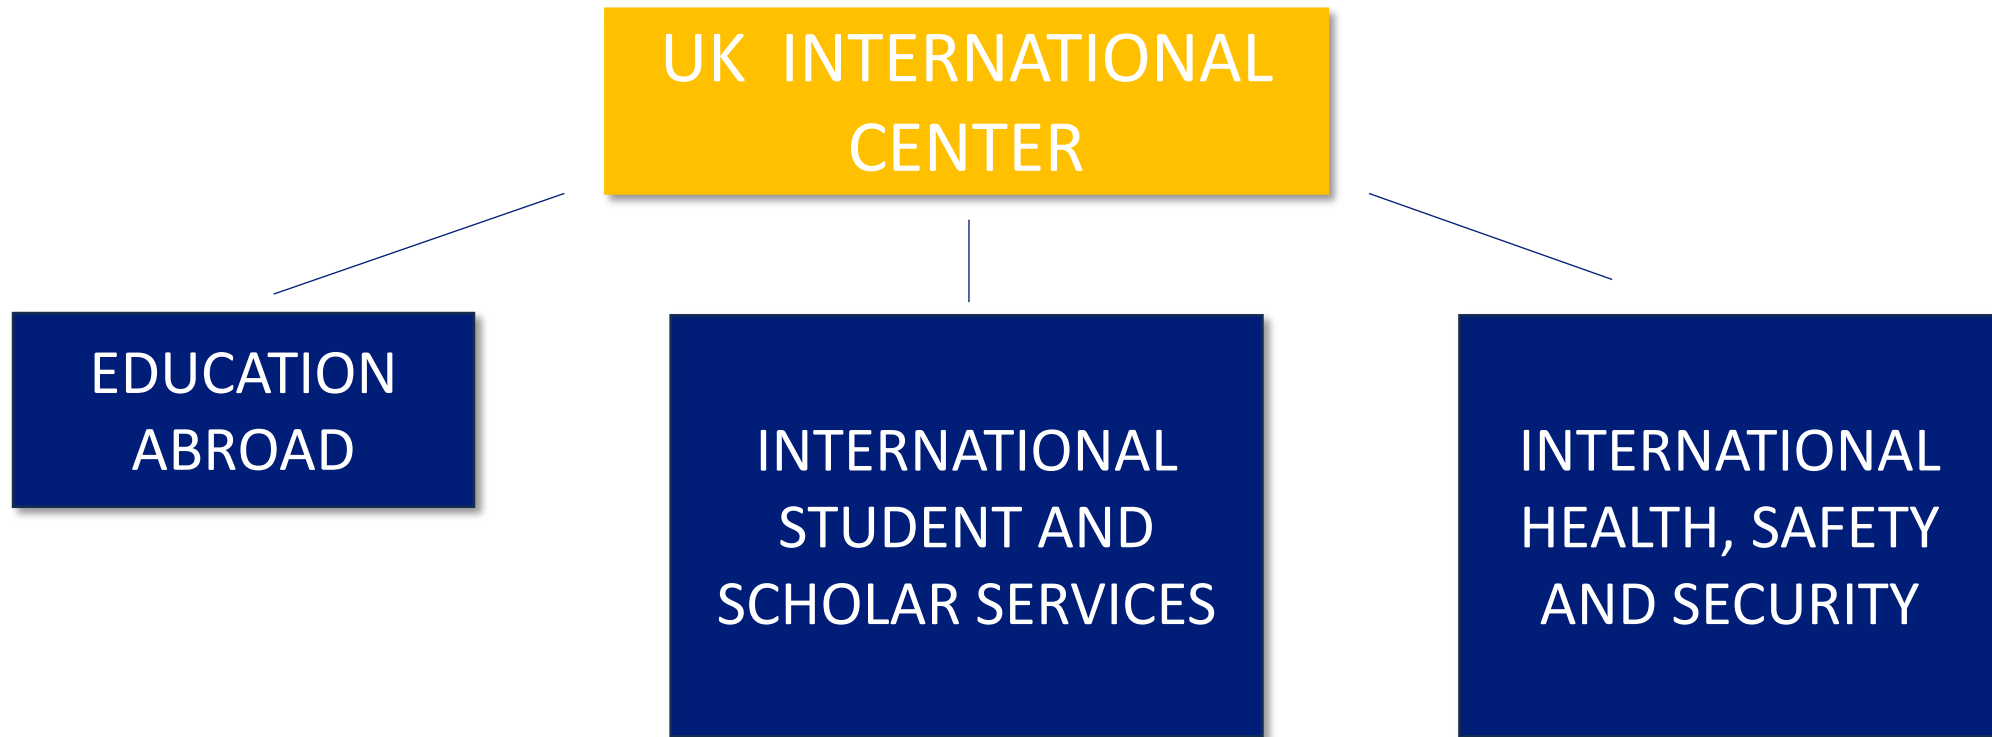 UK  INTERNATIONAL
CENTER
EDUCATION
ABROAD
INTERNATIONAL
STUDENT AND
SCHOLAR SERVICES
INTERNATIONAL
HEALTH, SAFETY
AND SECURITY